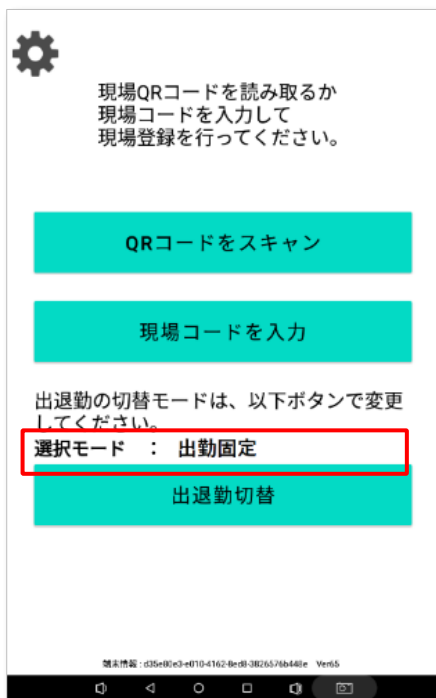 現場QRコードを読み取るか
現場コードを入力して
現場登録を行ってください。
QRコードをスキャン
現場コードを入力
出退勤の切替モードは、以下ボタンで変更
してください。
選択モード ： 出勤固定
出退勤切替
端末情報 : d35e80e3-e010-4162-8ed8-3826576b448e Ver65